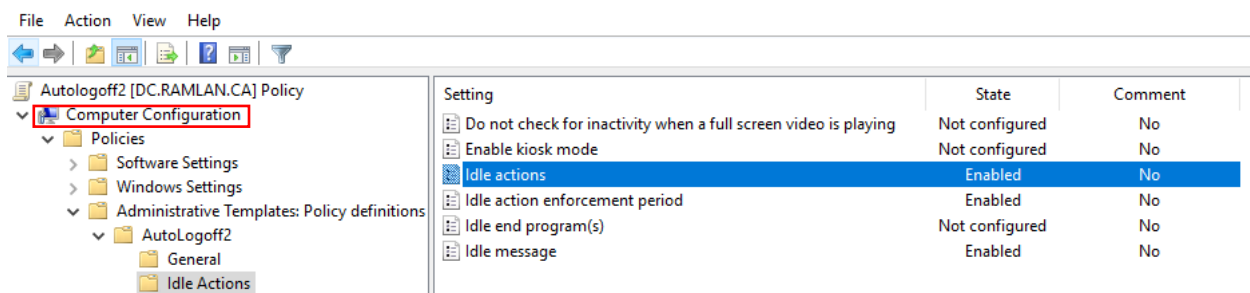 File Action View Help
Autologoff2 [DC.RAMLAN.CA] Policy
Computer Configuration
Policies
Software Settings
Windows Settings
Administrative Templates: Policy definitions
AutoLogoff2
General
Idle Actions
Setting State Comment
Do not check for inactivity when a full screen video is playing Not configured No
Enable kiosk mode Not configured No
Idle actions Enabled No
Idle action enforcement period Enabled No
Idle end program(s) Not configured No
Idle message Enabled No